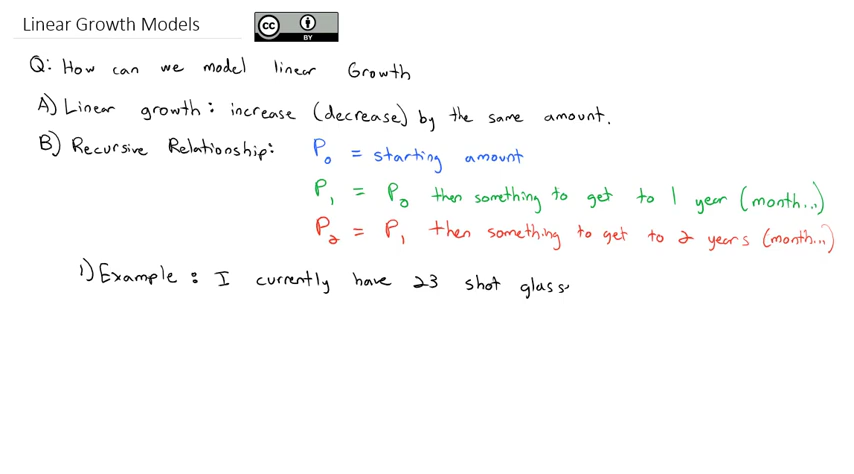 Linear Growth Models
cc BY
Q: How can we model linear Growth
A) Linear growth: increase (decrease) by the same amount.
B) Recursive Relationship: P₀ = starting amount
P₁ = P₀ then something to get to 1 year (month...)
P₂ = P₁ then something to get to 2 years (month...)
1) Example: I currently have 23 shot glass